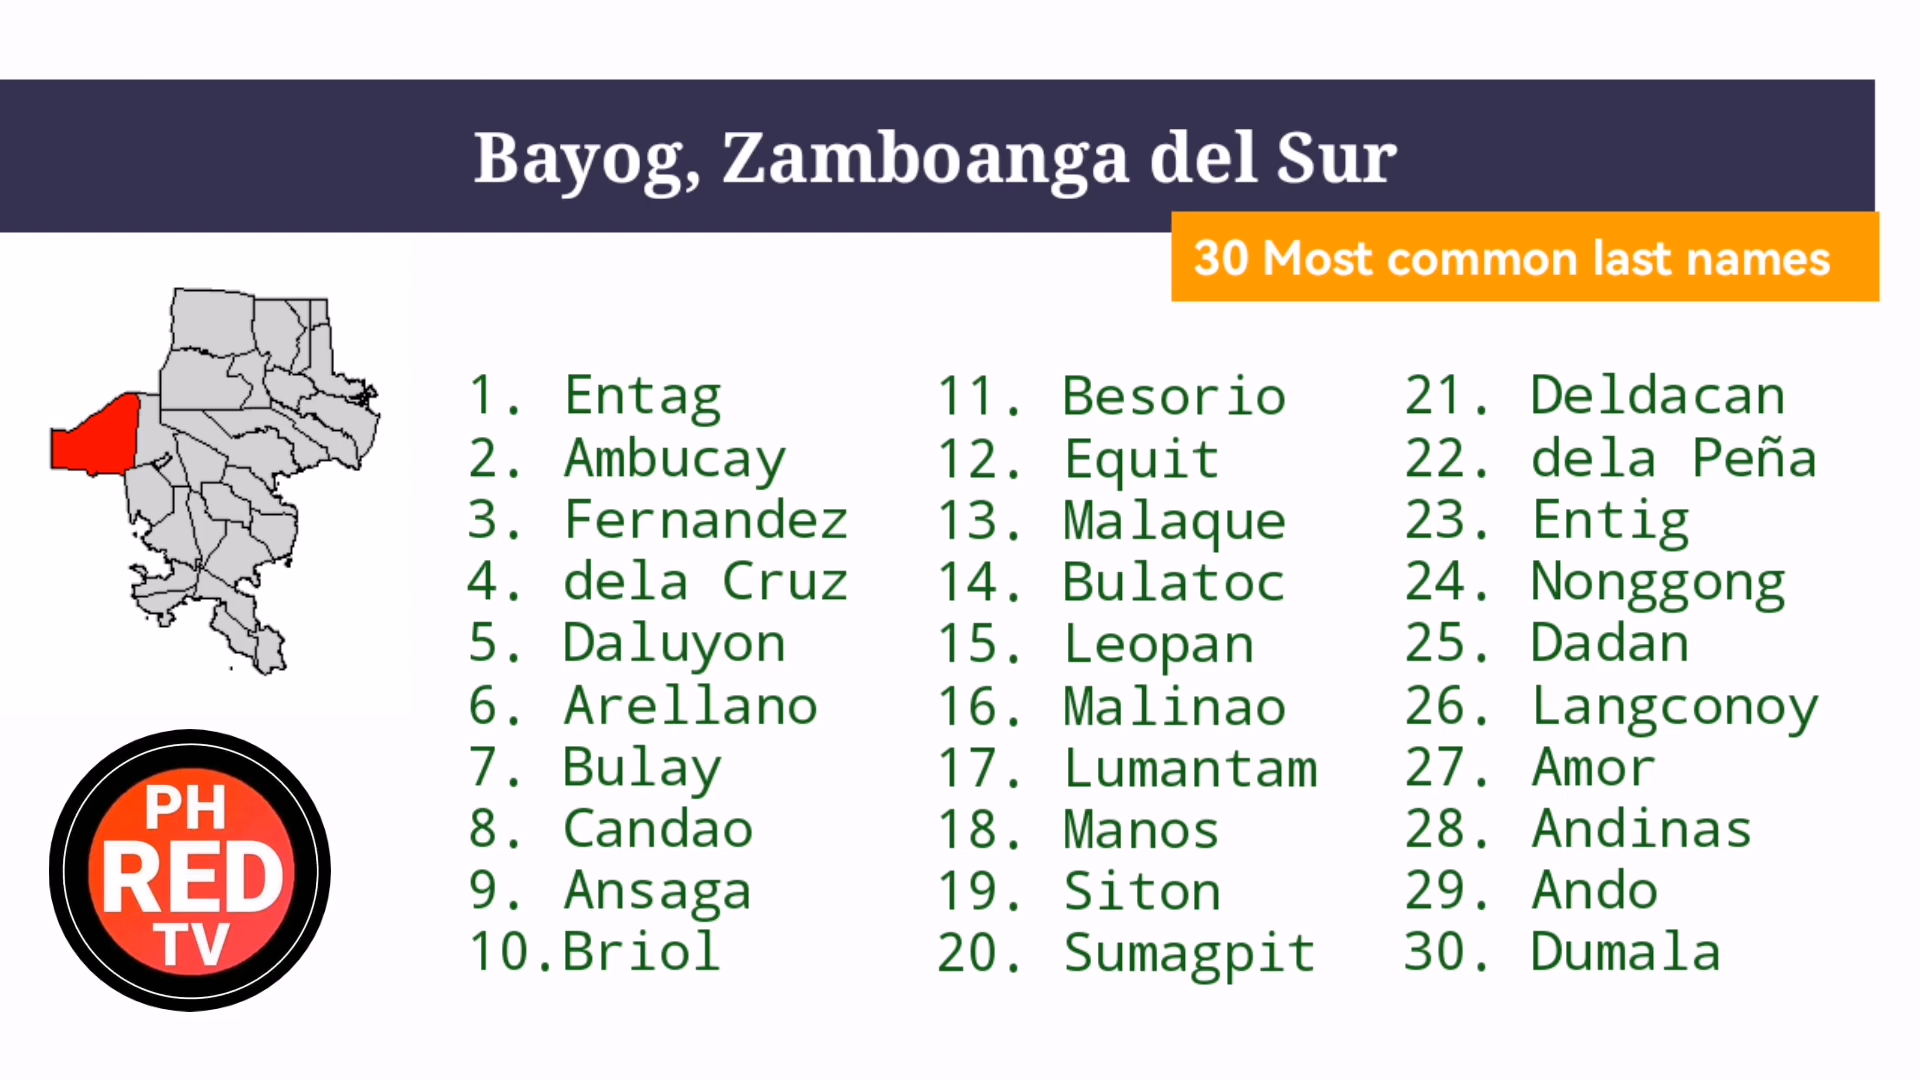 Bayog, Zamboanga del Sur
30 Most common last names
1. Entag
2. Ambucay
3. Fernandez
4. dela Cruz
5. Daluyon
6. Arellano
7. Bulay
8. Candao
9. Ansaga
10.Briol
11. Besorio
12. Equit
13. Malaque
14. Bulatoc
15. Leopan
16. Malinao
17. Lumantam
18. Manos
19. Siton
20. Sumagpit
21. Deldacan
22. dela Peña
23. Entig
24. Nonggong
25. Dadan
26. Langconoy
27. Amor
28. Andinas
29. Ando
30. Dumala
PH
RED
TV